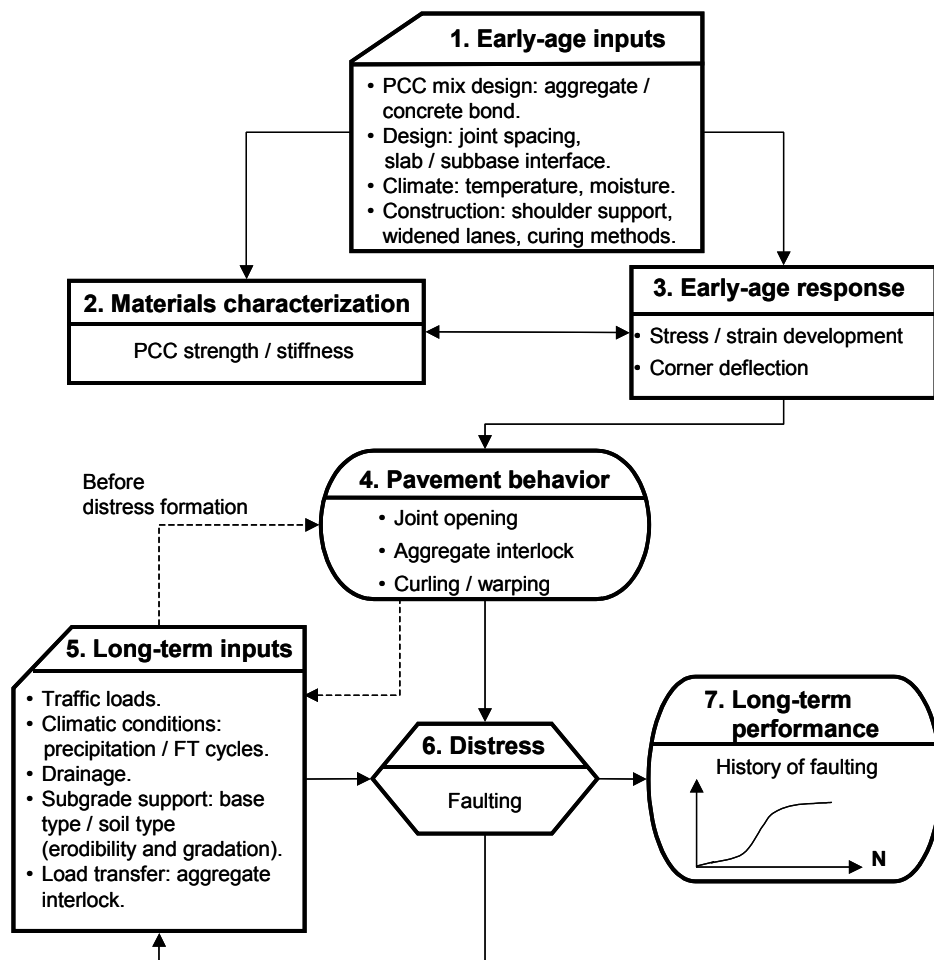 1. Early-age inputs
• PCC mix design: aggregate /
concrete bond.
• Design: joint spacing,
slab / subbase interface.
• Climate: temperature, moisture.
• Construction: shoulder support,
widened lanes, curing methods.
2. Materials characterization
PCC strength / stiffness
3. Early-age response
• Stress / strain development
• Corner deflection
Before
distress formation
4. Pavement behavior
• Joint opening
• Aggregate interlock
• Curling / warping
5. Long-term inputs
• Traffic loads.
• Climatic conditions:
precipitation / FT cycles.
• Drainage.
• Subgrade support: base
type / soil type
(erodibility and gradation).
• Load transfer: aggregate
interlock.
6. Distress
Faulting
7. Long-term
performance
History of faulting
N